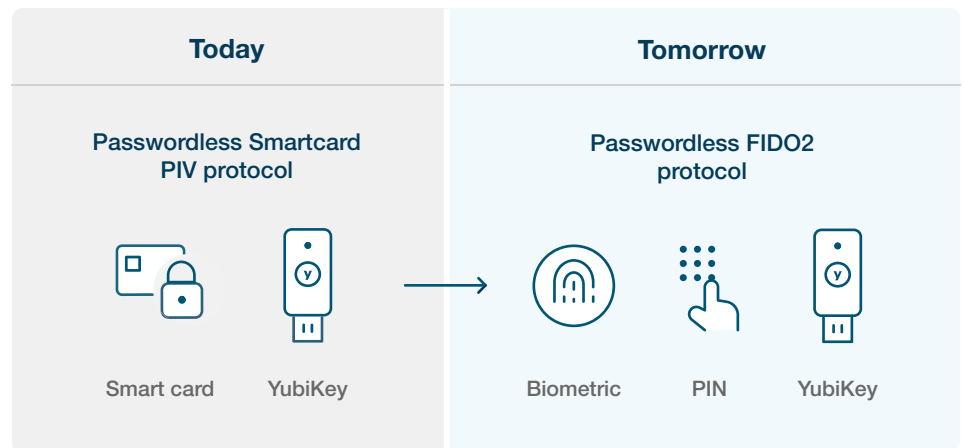 Today
Tomorrow
Passwordless Smartcard
PIV protocol
Passwordless FIDO2
protocol
y
y
Smart card
YubiKey
Biometric
PIN
YubiKey